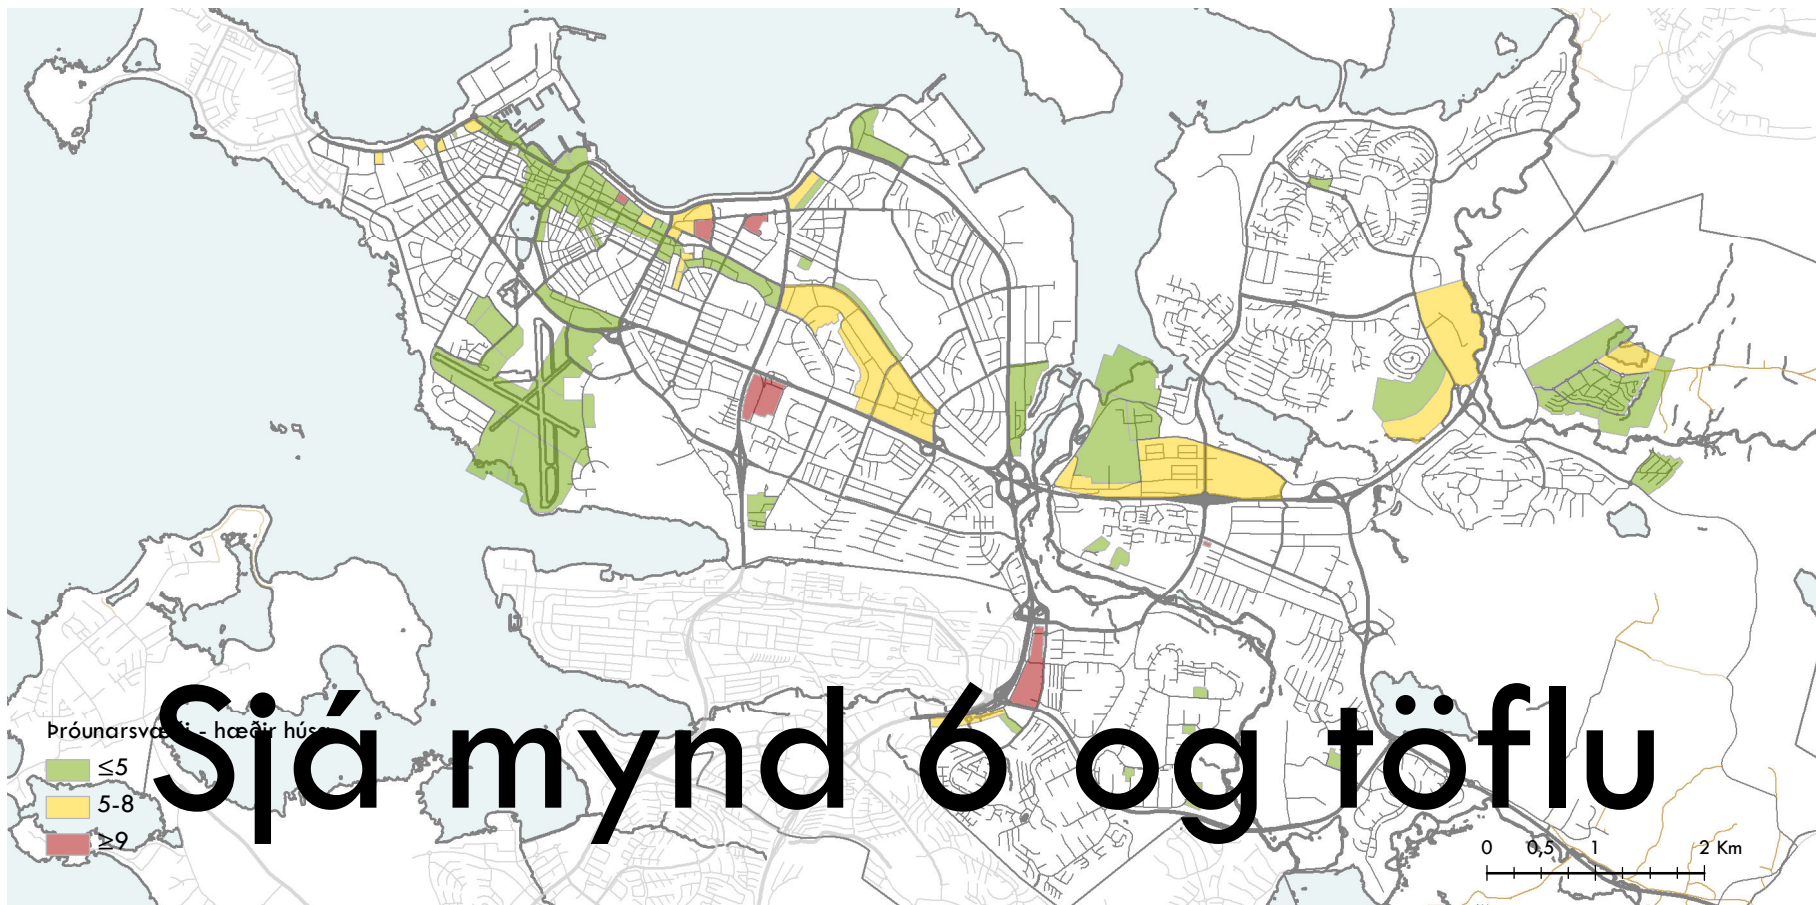 Sjá mynd 6 og töflu
Þróunarsvæði - hæðir húsa
≤5
5-8
≥9
0 0,5 1 2 Km